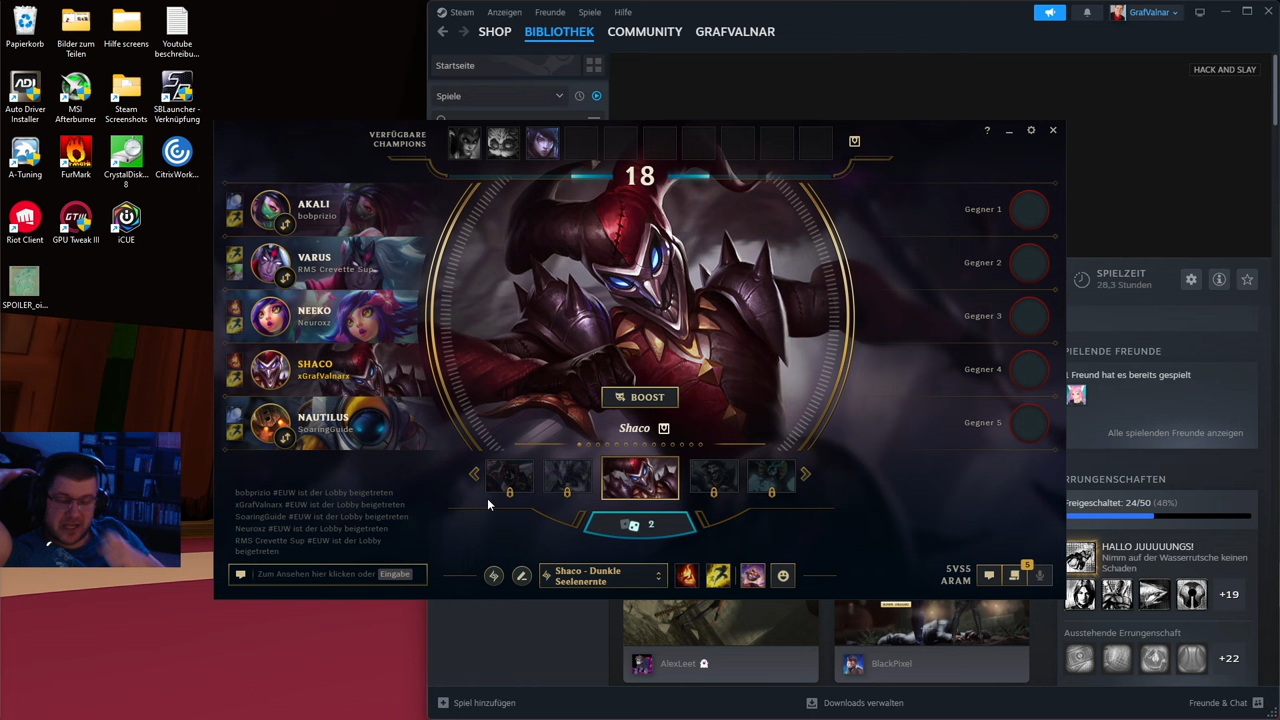 Papierkorb
Bilder zum
Teilen
Hilfe screens
Youtube
beschreibu...
Auto Driver
Installer
MSI
Afterburner
Steam
Screenshots
SBLauncher -
Verknüpfung
A-Tuning
FurMark
CrystalDisk...
8
CitrixWork...
Riot Client
GPU Tweak III
iCUE
SPOILER_oi...
Steam
Anzeigen
Freunde
Spiele
Hilfe
GrafValnar
SHOP
BIBLIOTHEK
COMMUNITY
GRAFVALNAR
Startseite
Spiele
HACK AND SLAY
VERFÜGBARE
CHAMPIONS
18
AKALI
bobprizio
VARUS
RMS Crevette Sup
NEEKO
Neuroxz
SHACO
xGrafValnarx
NAUTILUS
SoaringGuide
Gegner 1
Gegner 2
Gegner 3
Gegner 4
Gegner 5
BOOST
Shaco
2
bobprizio #EUW ist der Lobby beigetreten
xGrafValnarx #EUW ist der Lobby beigetreten
SoaringGuide #EUW ist der Lobby beigetreten
Neuroxz #EUW ist der Lobby beigetreten
RMS Crevette Sup #EUW ist der Lobby
beigetreten
Zum Ansehen hier klicken oder Eingabe
Shaco - Dunkle
Seelenernte
5VS5
ARAM
5
SPIELZEIT
28,3 Stunden
PIELENDE FREUNDE
1 Freund hat es bereits gespielt
Alle spielenden Freunde anzeigen
RRUNGENSCHAFTEN
Freigeschaltet: 24/50 (48%)
HALLO JUUUUUNGS!
Nimm auf der Wasserrutsche keinen
Schaden
+19
Ausstehende Errungenschaft
+22
AlexLeet
BlackPixel
Spiel hinzufügen
Downloads verwalten
Freunde & Chat